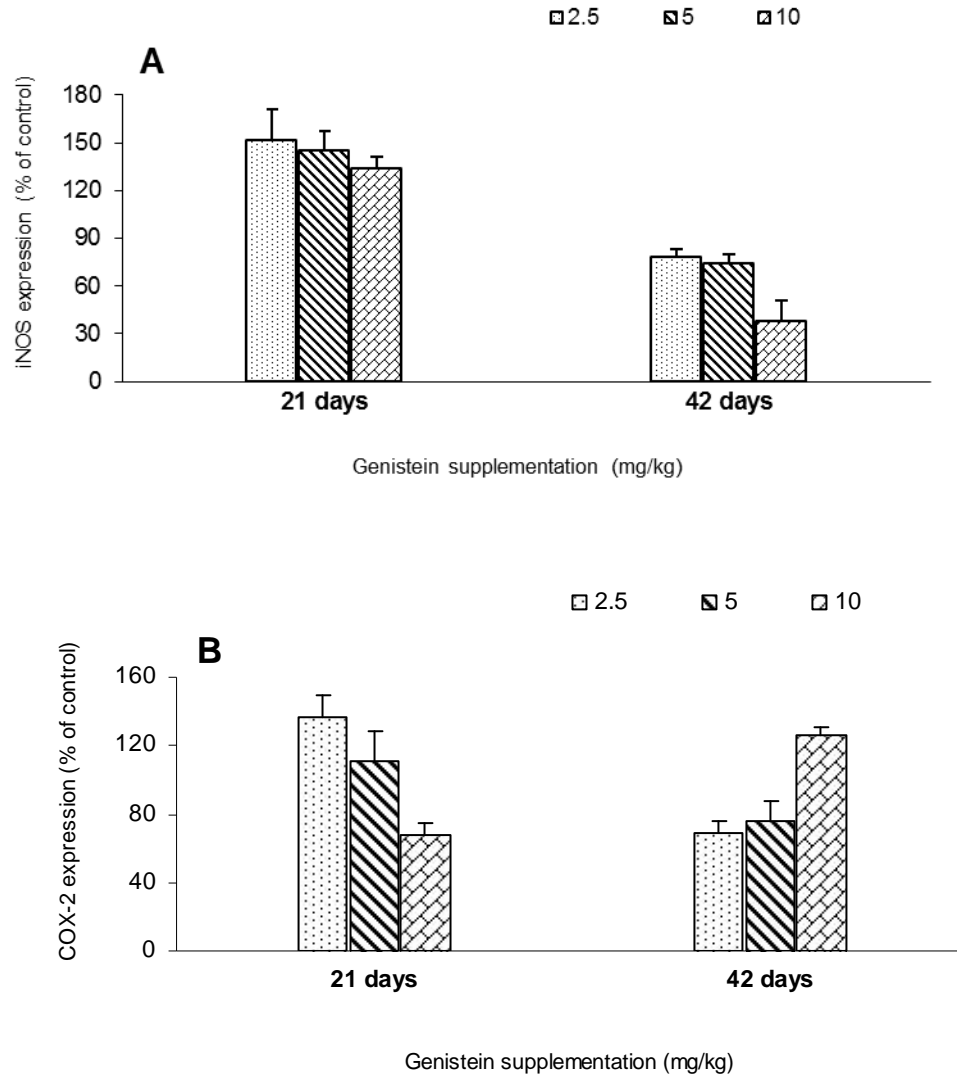 2.5 5 10
A
iNOS expression (% of control)
180
150
120
90
60
30
0
21 days 42 days
Genistein supplementation (mg/kg)
2.5 5 10
B
COX-2 expression (% of control)
160
120
80
40
0
21 days 42 days
Genistein supplementation (mg/kg)